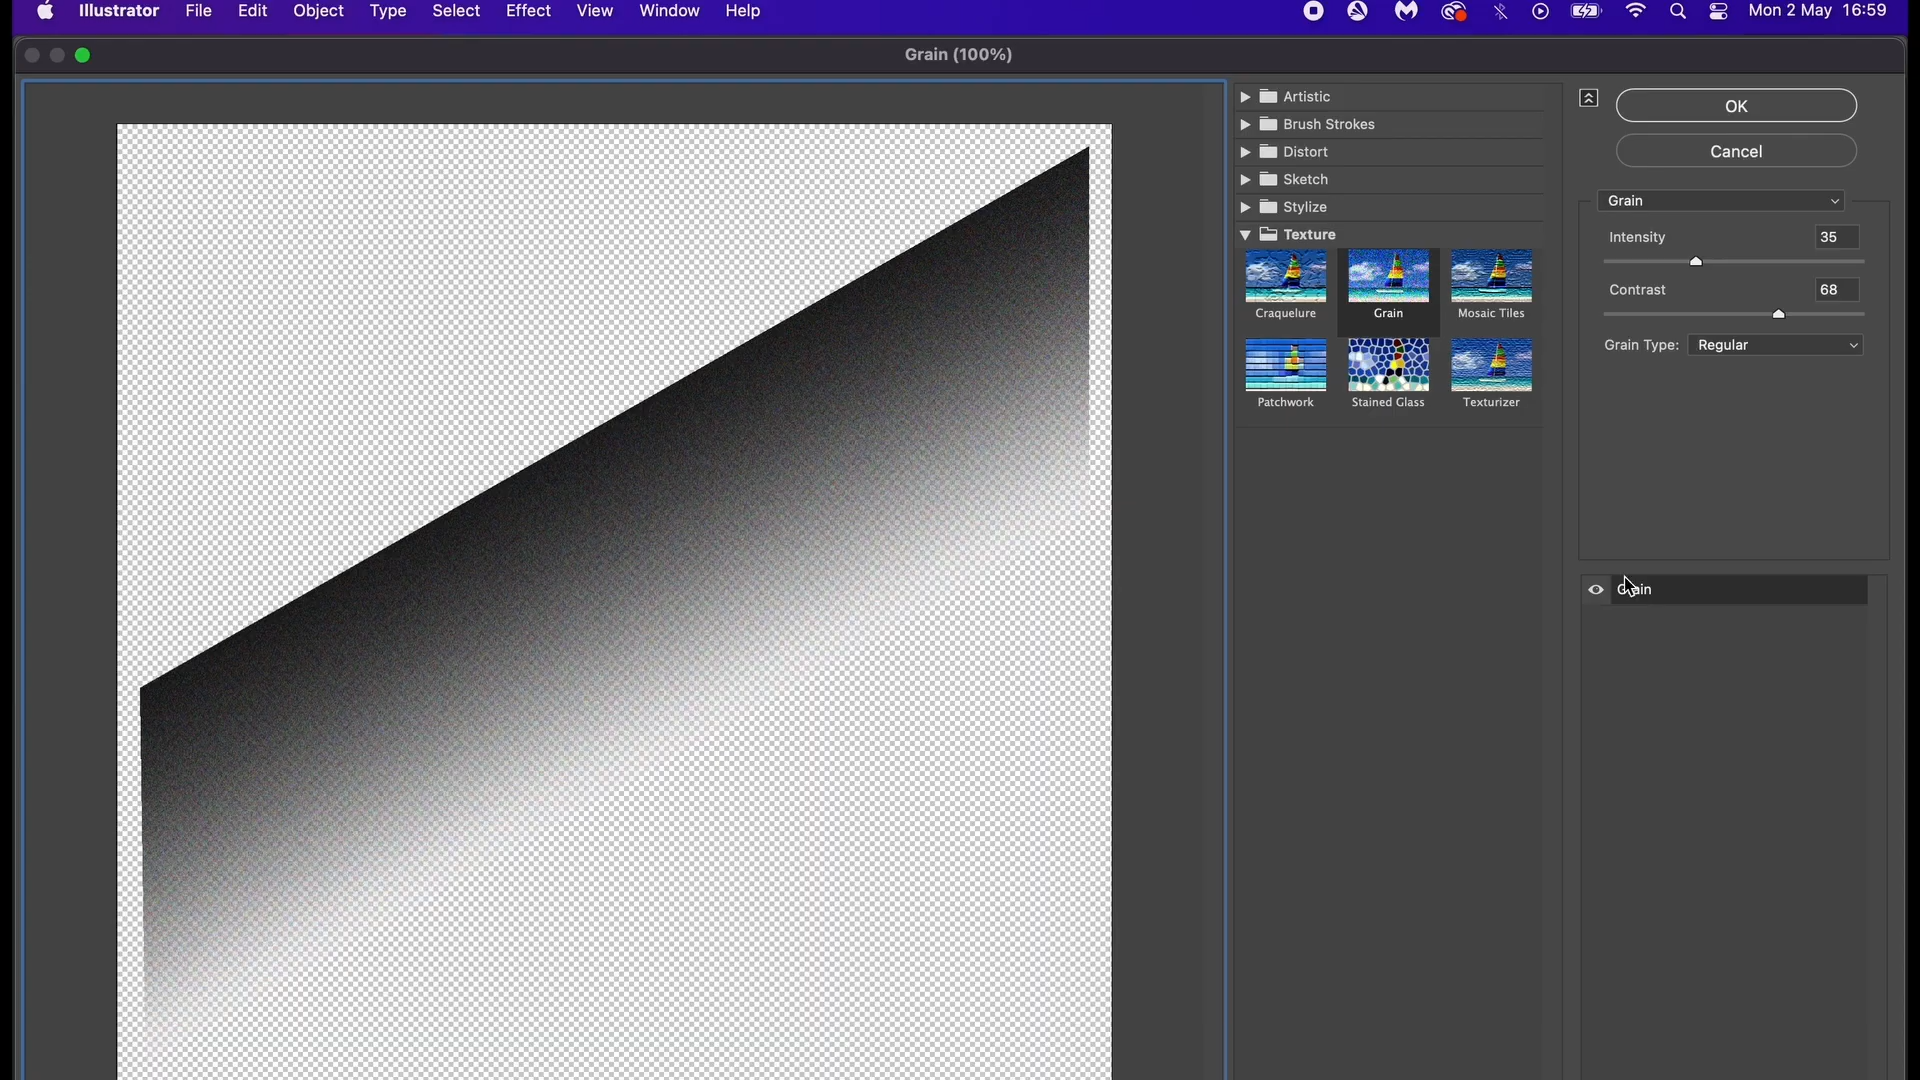 Illustrator File Edit Object Type Select Effect View Window Help Mon 2 May 16:59
Grain (100%)
Artistic
Brush Strokes
Distort
Sketch
Stylize
Texture
Craquelure Grain Mosaic Tiles
Patchwork Stained Glass Texturizer
OK
Cancel
Grain
Intensity 35
Contrast 68
Grain Type: Regular
Grain